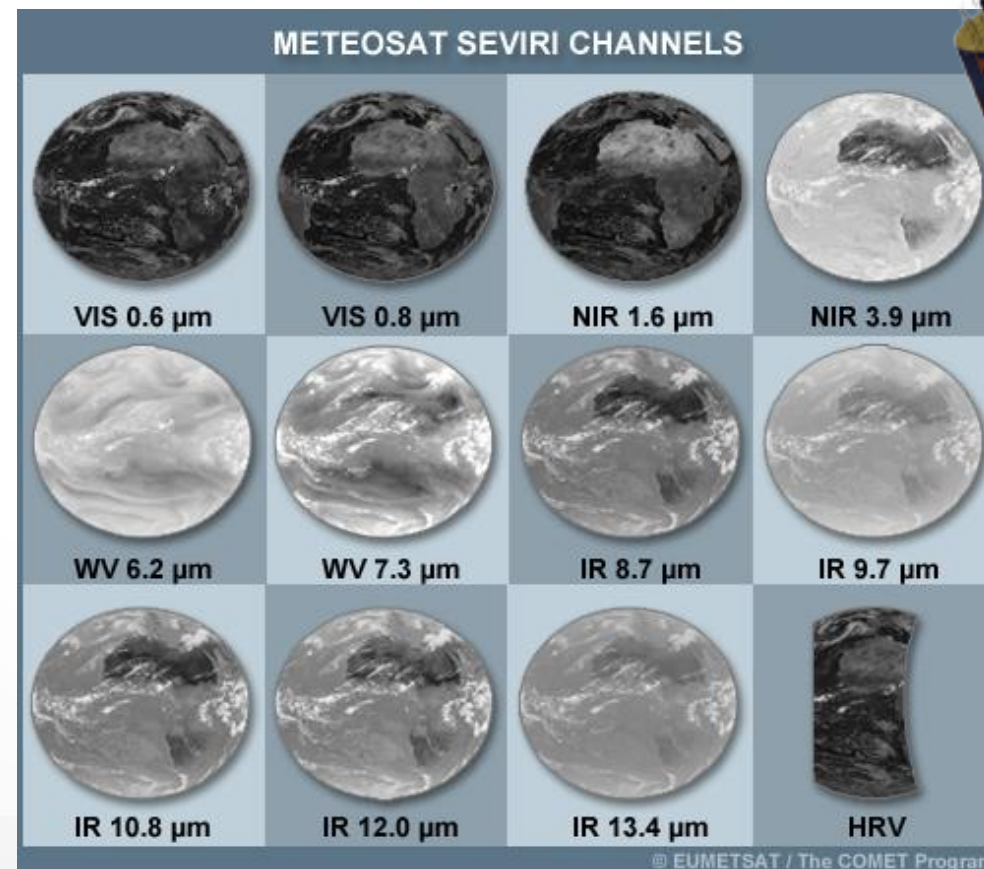 METEOSAT SEVIRI CHANNELS
VIS 0.6 µm VIS 0.8 µm NIR 1.6 µm NIR 3.9 µm
WV 6.2 µm WV 7.3 µm IR 8.7 µm IR 9.7 µm
IR 10.8 µm IR 12.0 µm IR 13.4 µm HRV
© EUMETSAT / The COMET Program